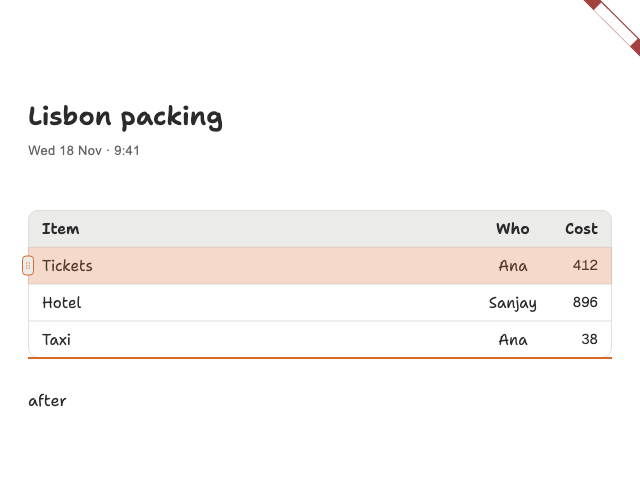 Lisbon packing
Wed 18 Nov · 9:41
Item Who Cost
Tickets Ana 412
Hotel Sanjay 896
Taxi Ana 38
after